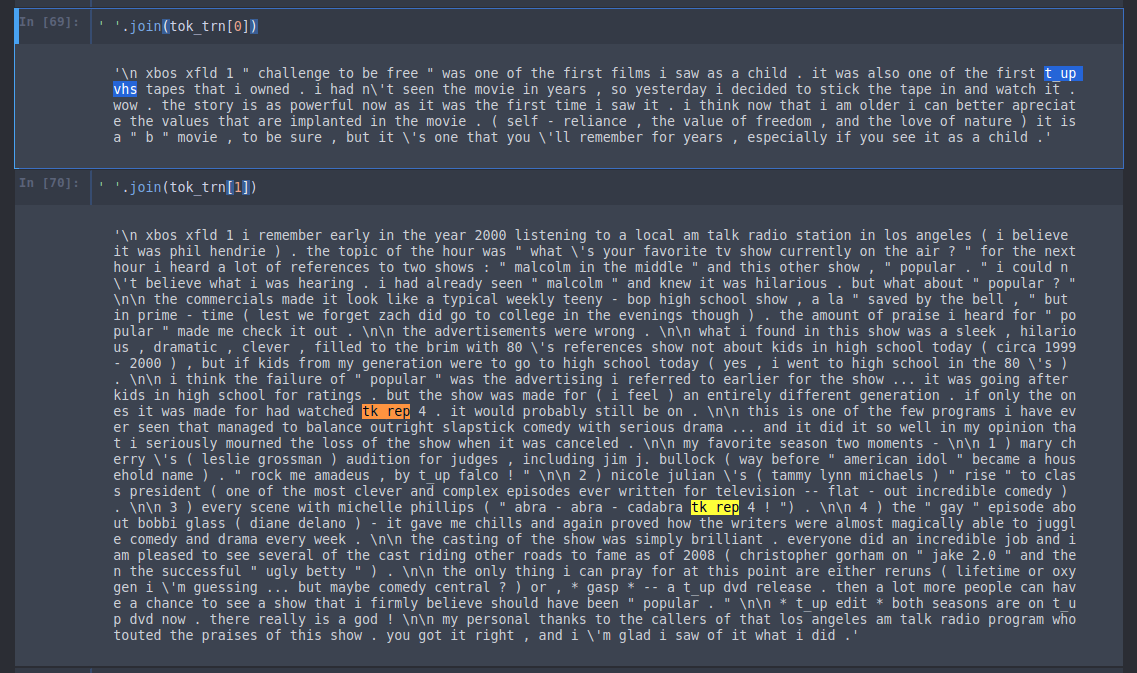 In [69]: ' '.join(tok_trn[0])
'\n xbos xfld 1 " challenge to be free " was one of the first films i saw as a child . it was also one of the first t_up
vhs tapes that i owned . i had n\'t seen the movie in years , so yesterday i decided to stick the tape in and watch it .
wow . the story is as powerful now as it was the first time i saw it . i think now that i am older i can better apreciat
e the values that are implanted in the movie . ( self - reliance , the value of freedom , and the love of nature ) it is
a " b " movie , to be sure , but it \'s one that you \'ll remember for years , especially if you see it as a child .'
In [70]: ' '.join(tok_trn[1])
'\n xbos xfld 1 i remember early in the year 2000 listening to a local am talk radio station in los angeles ( i believe
it was phil hendrie ) . the topic of the hour was " what \'s your favorite tv show currently on the air ? " for the next
hour i heard a lot of references to two shows : " malcolm in the middle " and this other show , " popular . " i could n
\'t believe what i was hearing . i had already seen " malcolm " and knew it was hilarious . but what about " popular ? "
\n\n the commercials made it look like a typical weekly teeny - bop high school show , a la " saved by the bell , " but
in prime - time ( lest we forget zach did go to college in the evenings though ) . the amount of praise i heard for " po
pular " made me check it out . \n\n the advertisements were wrong . \n\n what i found in this show was a sleek , hilario
us , dramatic , clever , filled to the brim with 80 \'s references show not about kids in high school today ( circa 1999
- 2000 ) , but if kids from my generation were to go to high school today ( yes , i went to high school in the 80 \'s )
. \n\n i think the failure of " popular " was the advertising i referred to earlier for the show ... it was going after
kids in high school for ratings . but the show was made for ( i feel ) an entirely different generation . if only the on
es it was made for had watched tk_rep 4 . it would probably still be on . \n\n this is one of the few programs i have ev
er seen that managed to balance outright slapstick comedy with serious drama ... and it did it so well in my opinion tha
t i seriously mourned the loss of the show when it was canceled . \n\n my favorite season two moments - \n\n 1 ) mary ch
erry \'s ( leslie grossman ) audition for judges , including jim j. bullock ( way before " american idol " became a hous
ehold name ) . " rock me amadeus , by t_up falco ! " \n\n 2 ) nicole julian \'s ( tammy lynn michaels ) " rise " to clas
s president ( one of the most clever and complex episodes ever written for television -- flat - out incredible comedy )
. \n\n 3 ) every scene with michelle phillips ( " abra - abra - cadabra tk_rep 4 ! ") . \n\n 4 ) the " gay " episode abo
ut bobbi glass ( diane delano ) - it gave me chills and again proved how the writers were almost magically able to juggl
e comedy and drama every week . \n\n the casting of the show was simply brilliant . everyone did an incredible job and i
am pleased to see several of the cast riding other roads to fame as of 2008 ( christopher gorham on " jake 2.0 " and the
n the successful " ugly betty " ) . \n\n the only thing i can pray for at this point are either reruns ( lifetime or oxy
gen i \'m guessing ... but maybe comedy central ? ) or , * gasp * -- a t_up dvd release . then a lot more people can hav
e a chance to see a show that i firmly believe should have been " popular . " \n\n * t_up edit * both seasons are on t_u
p dvd now . there really is a god ! \n\n my personal thanks to the callers of that los angeles am talk radio program who
touted the praises of this show . you got it right , and i \'m glad i saw of it what i did .'